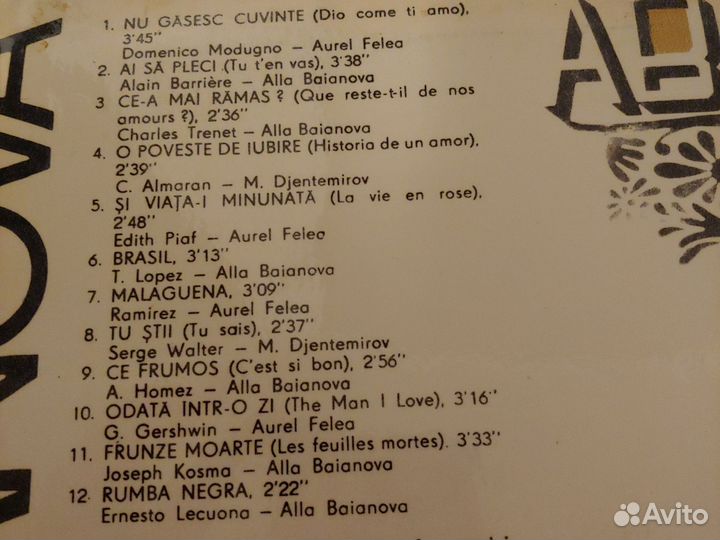 1. NU GĂSESC CUVINTE (Dio come ti amo),
3'45"
Domenico Modugno – Aurel Felea
2. AI SĂ PLECI (Tu t'en vas), 3'38"
Alain Barrière – Alla Baianova
3 CE-A MAI RĂMAS ? (Que reste-t-il de nos
amours ?), 2'36"
Charles Trenet – Alla Baianova
4. O POVESTE DE IUBIRE (Historia de un amor),
2'39"
C. Almaran – M. Djentemirov
5. ȘI VIAȚA-I MINUNATĂ (La vie en rose),
2'48"
Edith Piaf – Aurel Felea
6. BRASIL, 3'13"
T. Lopez – Alla Baianova
7. MALAGUENA, 3'09"
Ramirez – Aurel Felea
8. TU ȘTII (Tu sais), 2'37"
Serge Walter – M. Djentemirov
9. CE FRUMOS (C'est si bon), 2'56"
A. Homez – Alla Baianova
10. ODATĂ ÎNTR-O ZI (The Man I Love), 3'16"
G. Gershwin – Aurel Felea
11. FRUNZE MOARTE (Les feuilles mortes). 3'33"
Joseph Kosma – Alla Baianova
12. RUMBA NEGRA, 2'22"
Ernesto Lecuona – Alla Baianova
NOVA
Avito